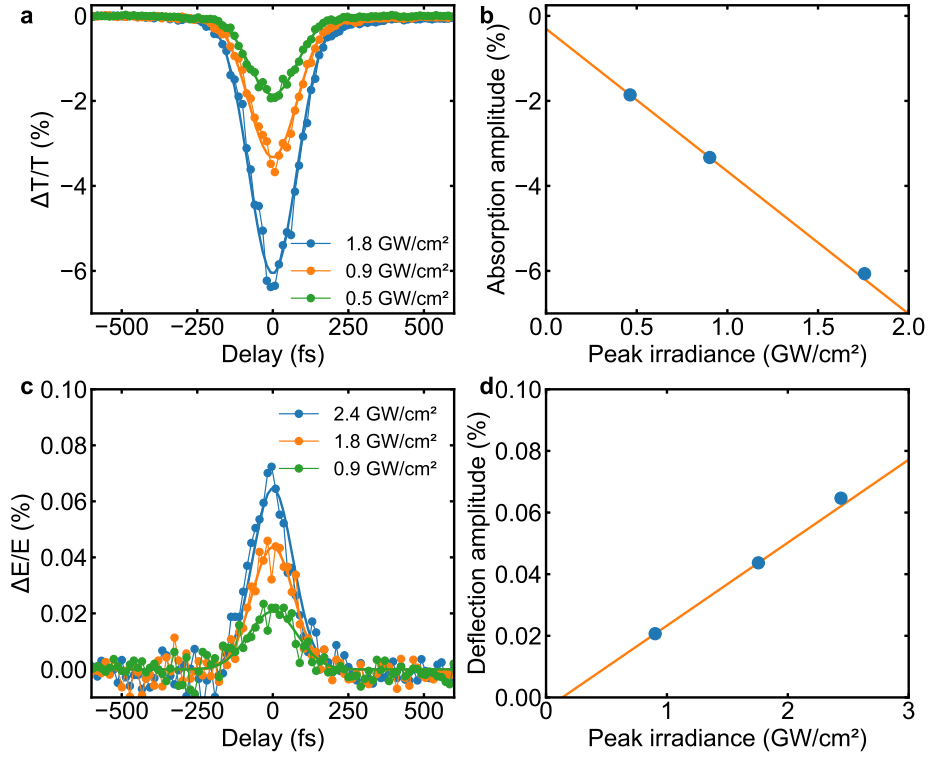 a
0
−2
−4
−6
ΔT/T (%)
1.8 GW/cm²
0.9 GW/cm²
0.5 GW/cm²
−500 −250 0 250 500
Delay (fs)
b
0
−2
−4
−6
Absorption amplitude (%)
0.0 0.5 1.0 1.5 2.0
Peak irradiance (GW/cm²)
c
0.10
0.08
0.06
0.04
0.02
0.00
ΔE/E (%)
2.4 GW/cm²
1.8 GW/cm²
0.9 GW/cm²
−500 −250 0 250 500
Delay (fs)
d
0.10
0.08
0.06
0.04
0.02
0.00
Deflection amplitude (%)
0 1 2 3
Peak irradiance (GW/cm²)